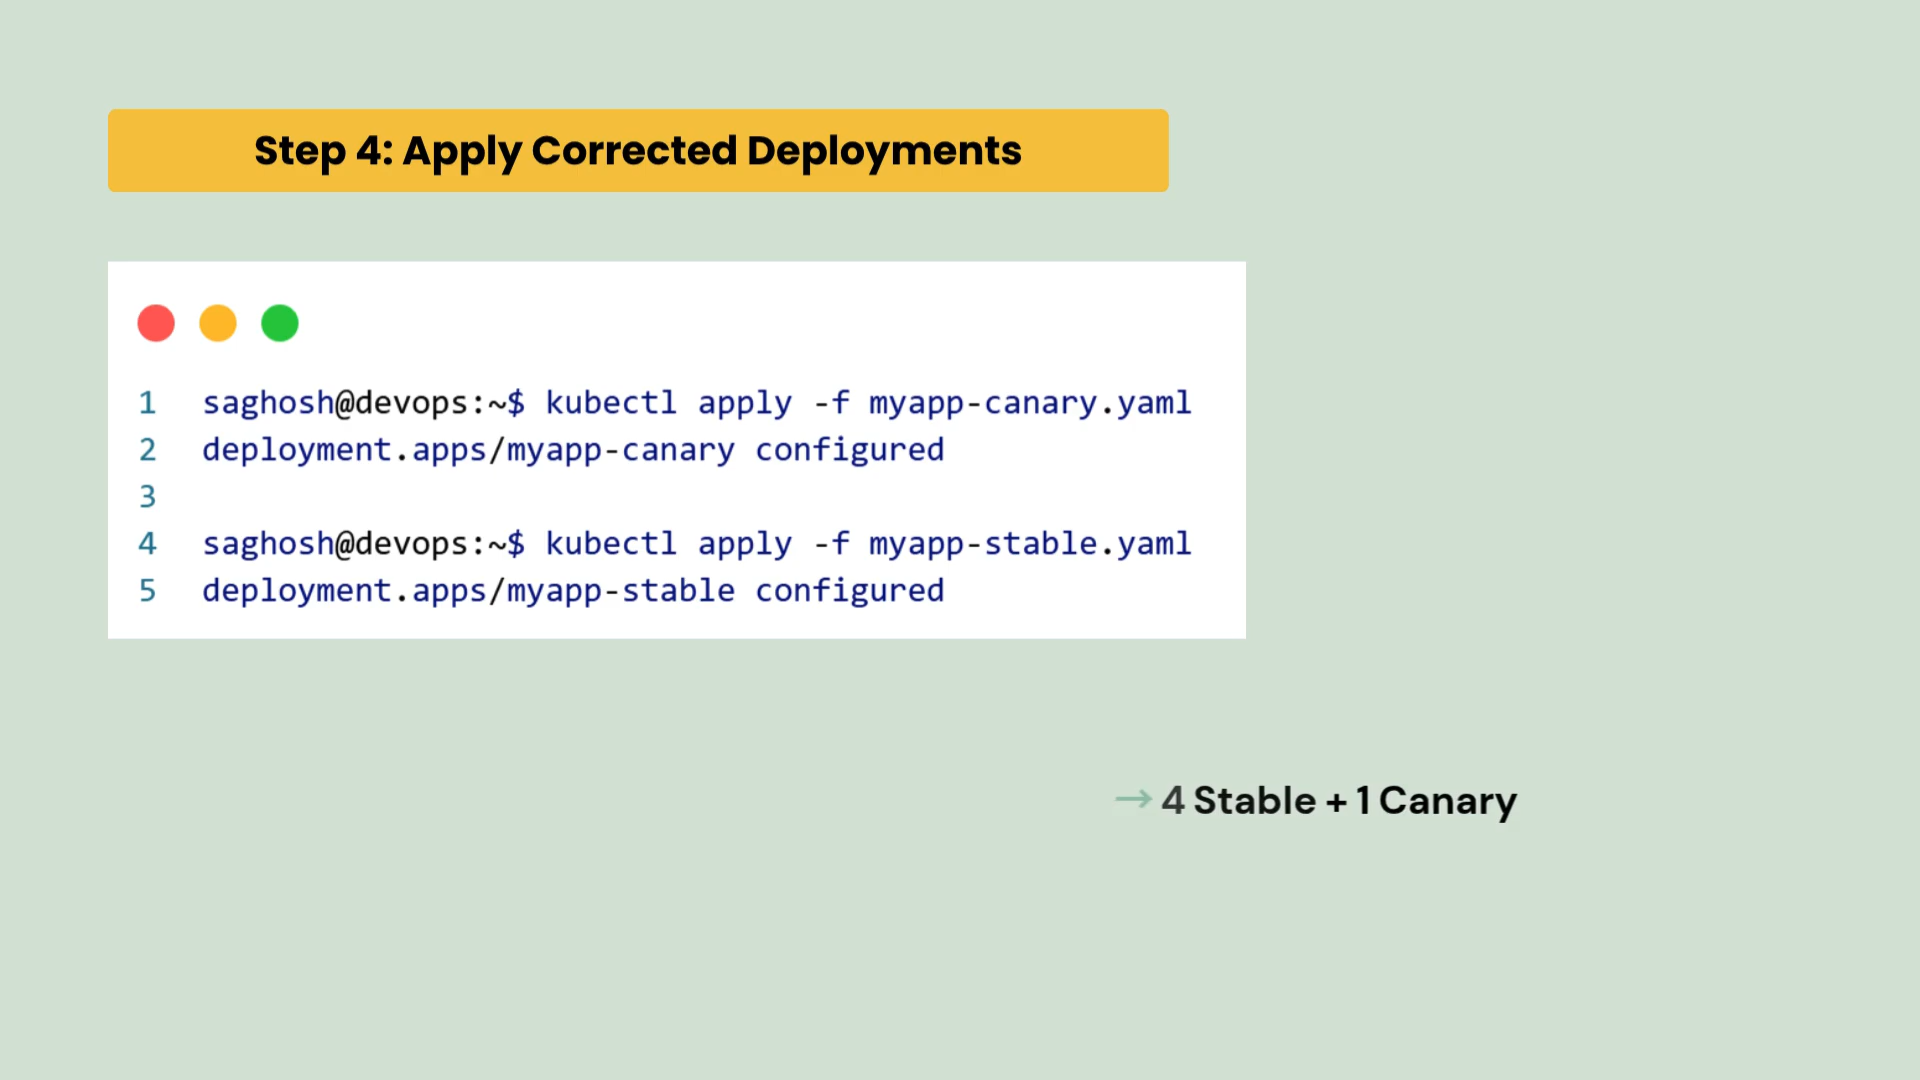 Step 4: Apply Corrected Deployments
1 saghosh@devops:~$ kubectl apply -f myapp-canary.yaml
2 deployment.apps/myapp-canary configured
3
4 saghosh@devops:~$ kubectl apply -f myapp-stable.yaml
5 deployment.apps/myapp-stable configured
→ 4 Stable + 1 Canary